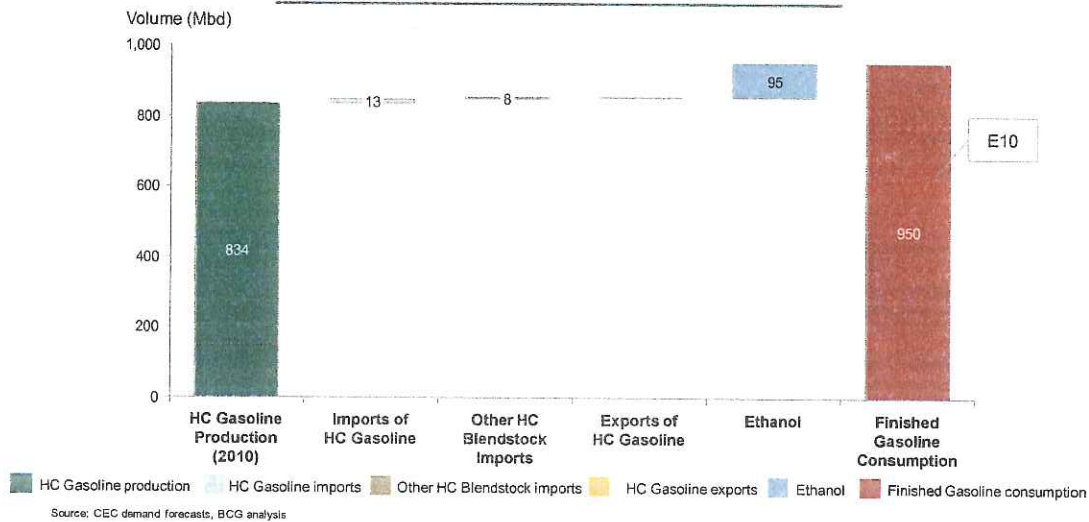 Volume (Mbd)
1,000
800
600
400
200
0
834
13
8
95
950
E10
HC Gasoline Production (2010)
Imports of HC Gasoline
Other HC Blendstock Imports
Exports of HC Gasoline
Ethanol
Finished Gasoline Consumption
HC Gasoline production
HC Gasoline imports
Other HC Blendstock imports
HC Gasoline exports
Ethanol
Finished Gasoline consumption
Source: CEC demand forecasts, BCG analysis